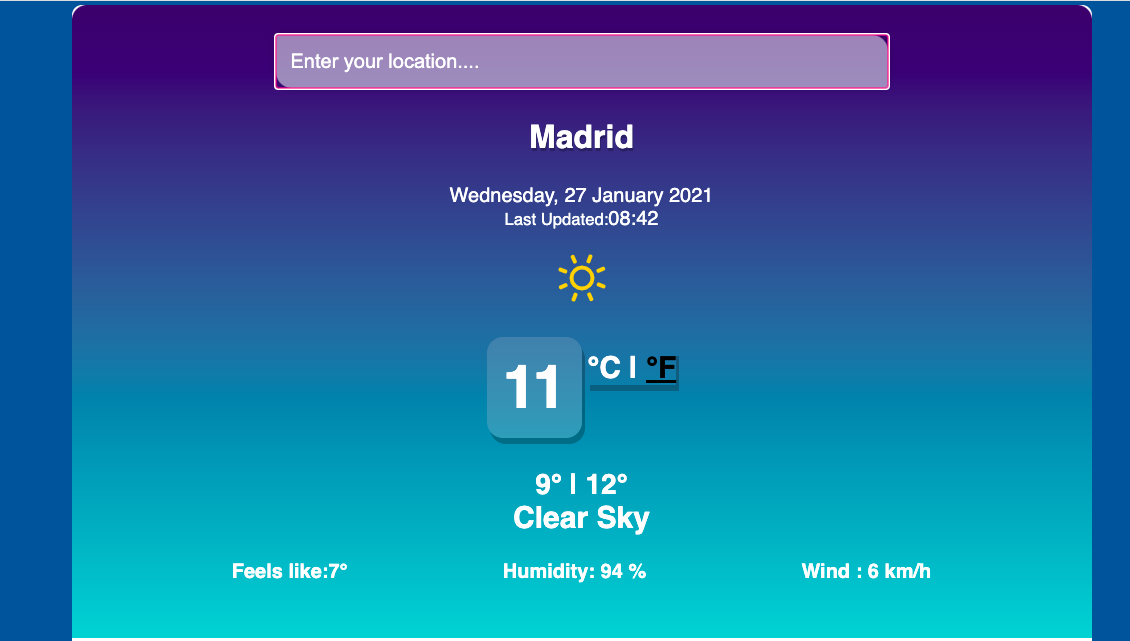 Enter your location....
Madrid
Wednesday, 27 January 2021
Last Updated:08:42
11 °C | °F
9° | 12°
Clear Sky
Feels like:7° Humidity: 94 % Wind : 6 km/h